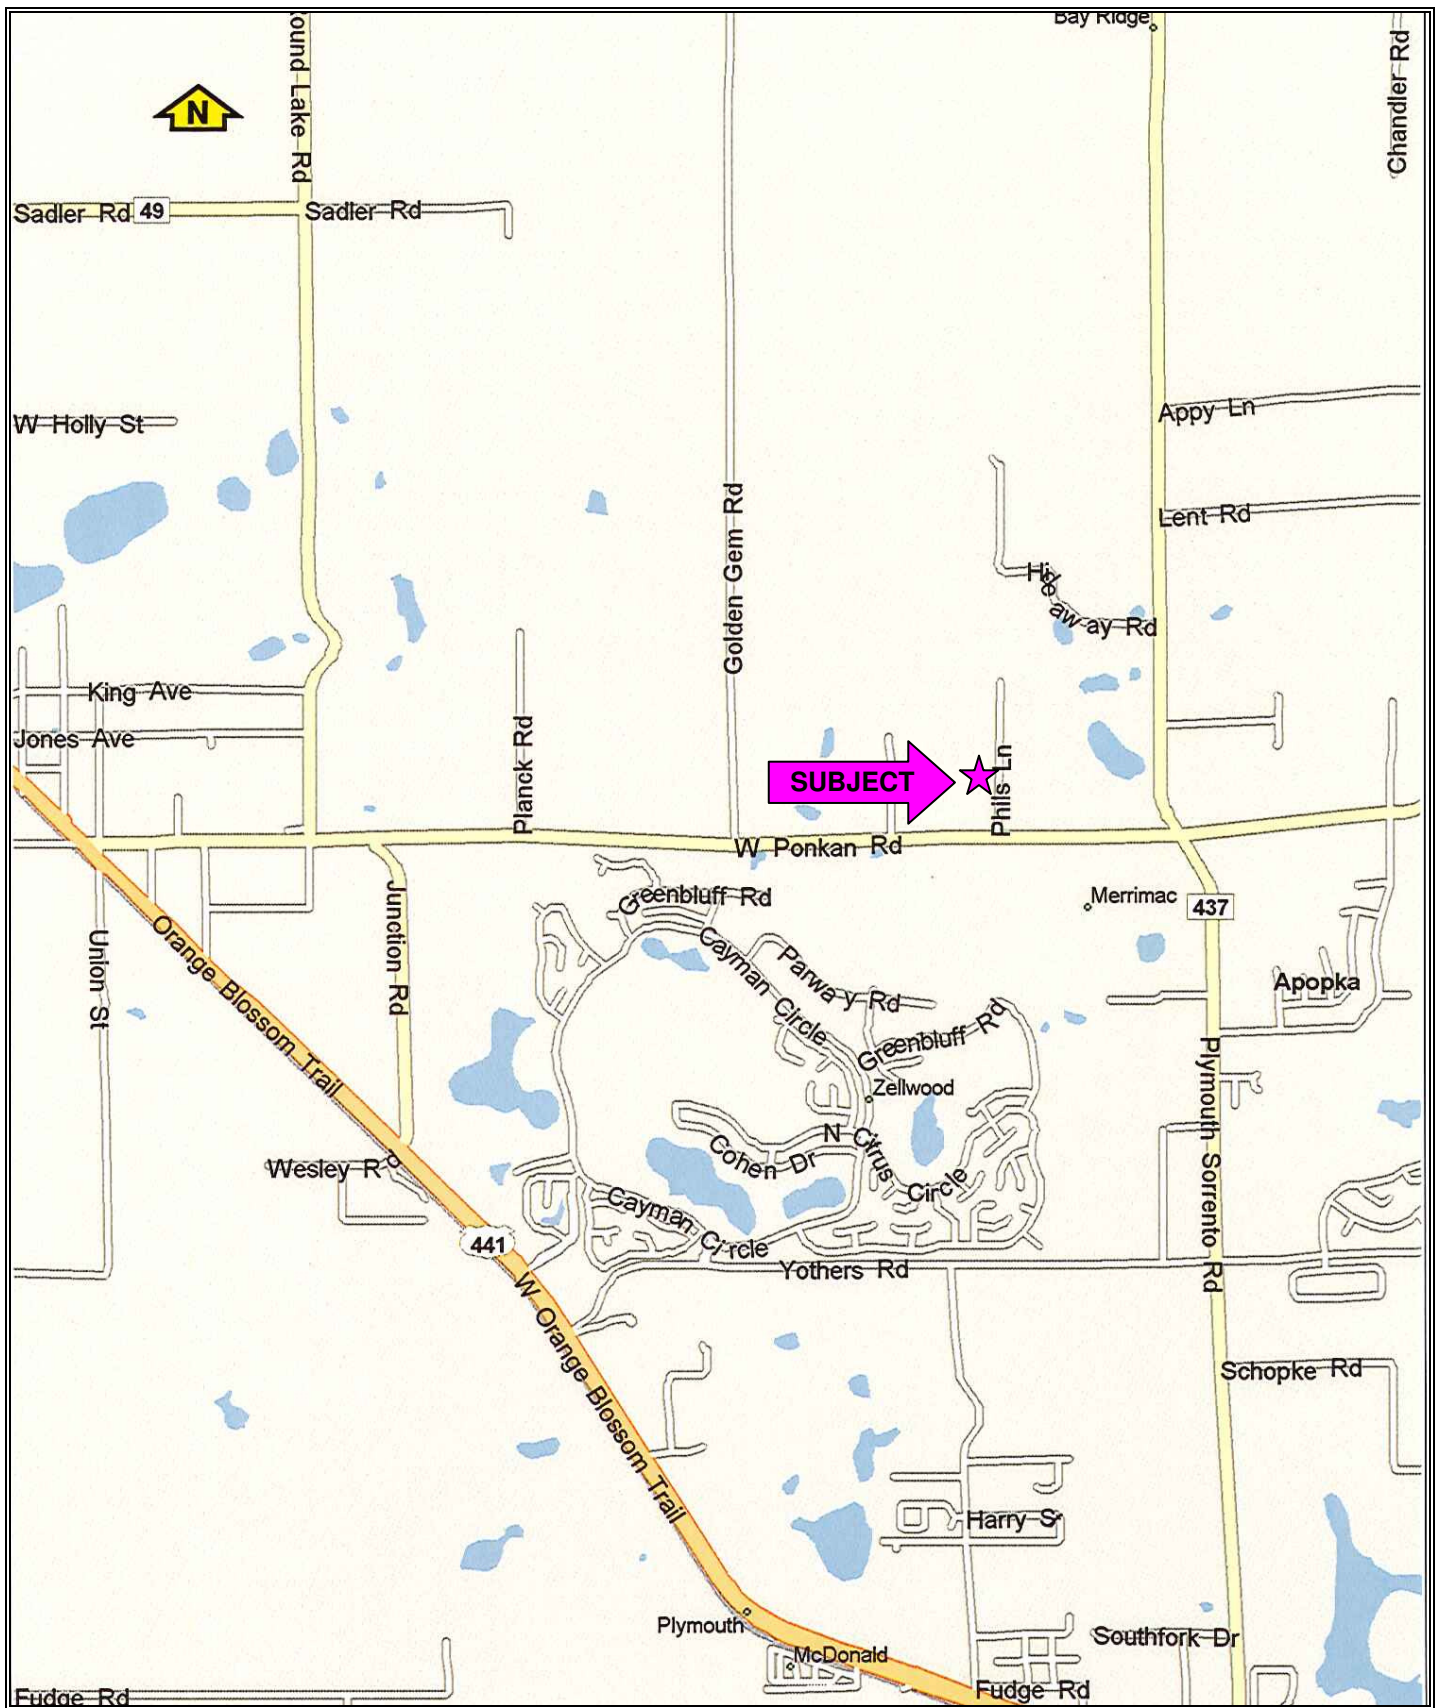 Bay Ridge
ound Lake Rd
Chandler Rd
N
Sadler Rd 49
Sadler Rd
W Holly St
Appy Ln
Golden Gem Rd
Lent Rd
Hideaway Rd
King Ave
Jones Ave
Planck Rd
SUBJECT
Phils Ln
W Ponkan Rd
Greenbluff Rd
Merrimac
437
Junction Rd
Union St
Orange Blossom Trail
Cayman Circle
Parway Rd
Apopka
Greenbluff Rd
Zellwood
Plymouth Sorrento Rd
N Citrus Circle
Cohen Dr
Wesley R
Cayman Circle
441
Yothers Rd
W Orange Blossom Trail
Schopke Rd
Harry S
Plymouth
McDonald
Southfork Dr
Fudge Rd
Fudge Rd